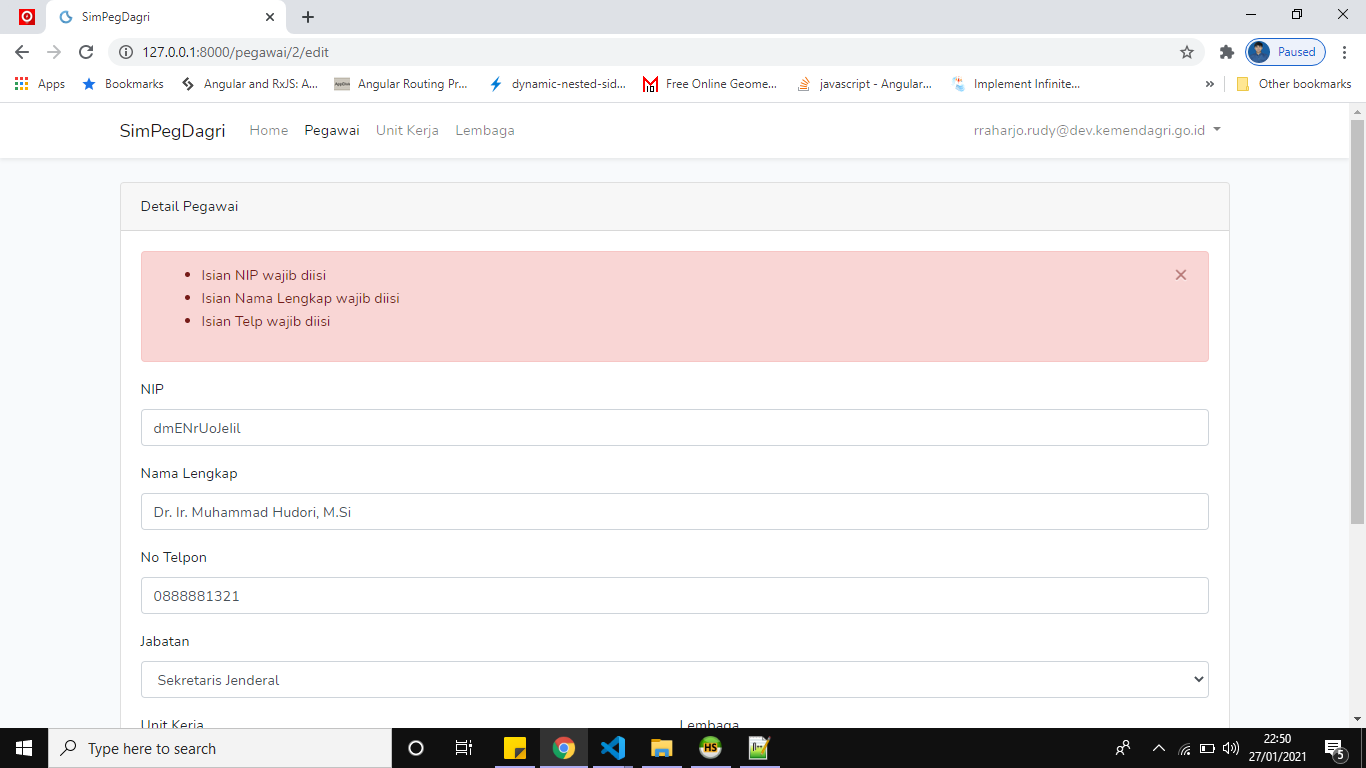 SimPegDagri
127.0.0.1:8000/pegawai/2/edit
Paused
Apps
Bookmarks
Angular and RxJS: A...
Angular Routing Pr...
dynamic-nested-sid...
Free Online Geome...
javascript - Angular...
Implement Infinite...
»
Other bookmarks
SimPegDagri
Home
Pegawai
Unit Kerja
Lembaga
rraharjo.rudy@dev.kemendagri.go.id
Detail Pegawai
• Isian NIP wajib diisi
• Isian Nama Lengkap wajib diisi
• Isian Telp wajib diisi
NIP
Nama Lengkap
Dr. Ir. Muhammad Hudori, M.Si
No Telpon
0888881321
Jabatan
Sekretaris Jenderal
Unit Kerja
Lembaga
Type here to search
HS
22:50
27/01/2021
5